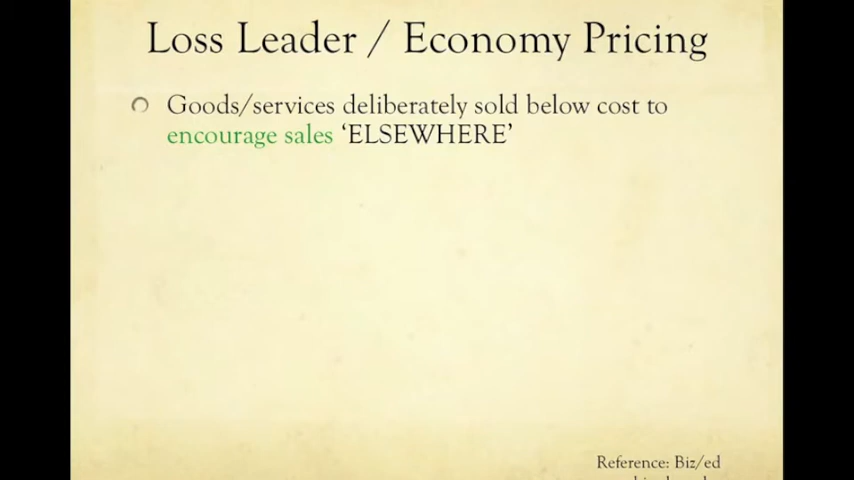 Loss Leader / Economy Pricing
Goods/services deliberately sold below cost to
encourage sales ‘ELSEWHERE’
Reference: Biz/ed